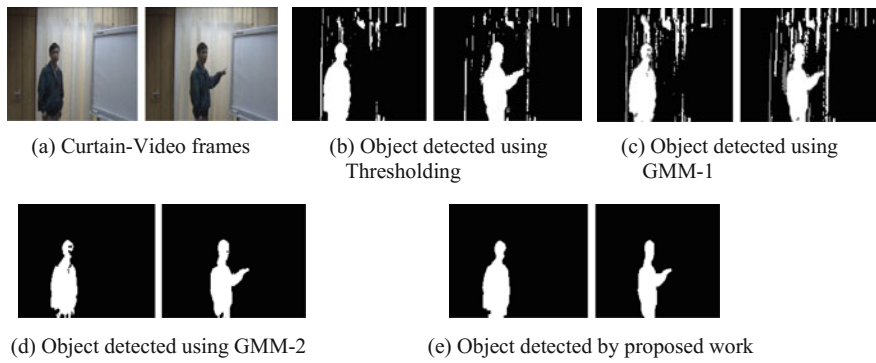 (a) Curtain-Video frames
(b) Object detected using
Thresholding
(c) Object detected using
GMM-1
(d) Object detected using GMM-2
(e) Object detected by proposed work